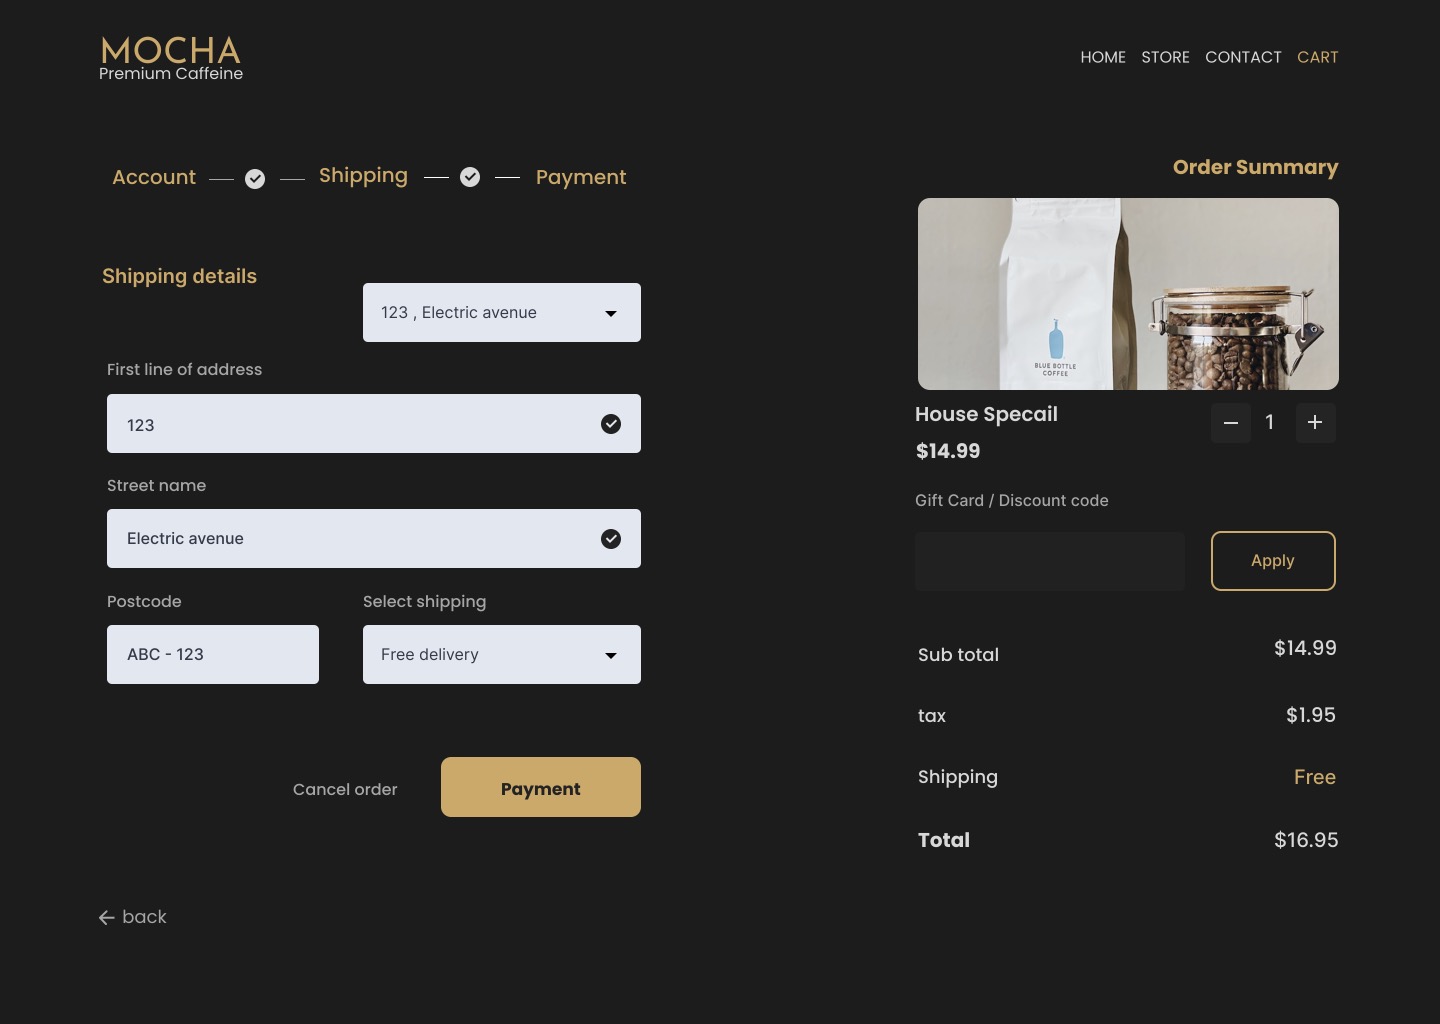 MOCHA
Premium Caffeine
HOME STORE CONTACT CART
Account Shipping Payment
Shipping details
123 , Electric avenue
First line of address
123
Street name
Electric avenue
Postcode
ABC - 123
Select shipping
Free delivery
Cancel order
Payment
back
Order Summary
BLUE BOTTLE
COFFEE
House Specail
1
$14.99
Gift Card / Discount code
Apply
Sub total $14.99
tax $1.95
Shipping Free
Total $16.95